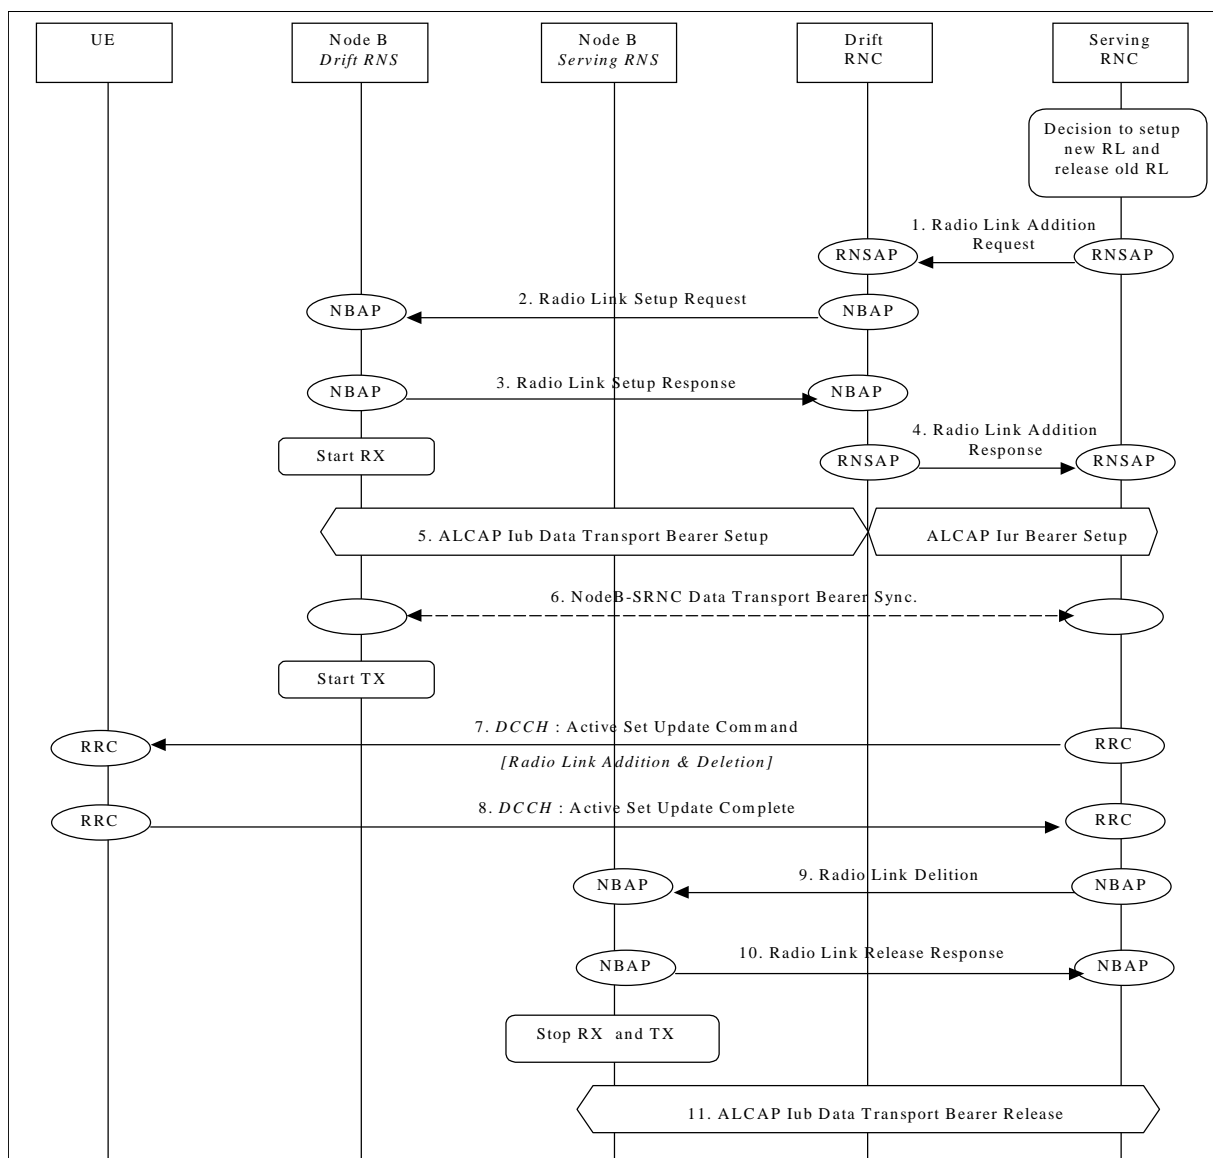 UE
Node B
Drift RNS
Node B
Serving RNS
Drift
RNC
Serving
RNC
Decision to setup
new RL and
release old RL
1. Radio Link Addition
Request
RNSAP
RNSAP
2. Radio Link Setup Request
NBAP
NBAP
3. Radio Link Setup Response
NBAP
NBAP
4. Radio Link Addition
Response
Start RX
RNSAP
RNSAP
5. ALCAP Iub Data Transport Bearer Setup
ALCAP Iur Bearer Setup
6. NodeB-SRNC Data Transport Bearer Sync.
Start TX
7. DCCH : Active Set Update Command
RRC
RRC
[Radio Link Addition & Deletion]
8. DCCH : Active Set Update Complete
RRC
RRC
9. Radio Link Delition
NBAP
NBAP
10. Radio Link Release Response
NBAP
NBAP
Stop RX and TX
11. ALCAP Iub Data Transport Bearer Release